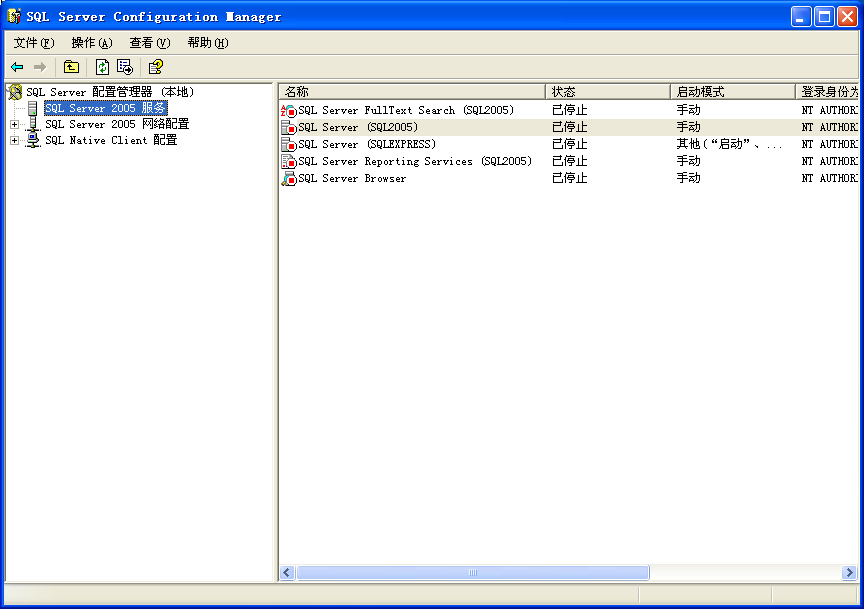 SQL Server Configuration Manager
文件(F) 操作(A) 查看(V) 帮助(H)
SQL Server 配置管理器 (本地)
SQL Server 2005 服务
SQL Server 2005 网络配置
SQL Native Client 配置
名称 状态 启动模式 登录身份为
SQL Server FullText Search (SQL2005) 已停止 手动 NT AUTHORI
SQL Server (SQL2005) 已停止 手动 NT AUTHORI
SQL Server (SQLEXPRESS) 已停止 其他(“启动”、... NT AUTHORI
SQL Server Reporting Services (SQL2005) 已停止 手动 NT AUTHORI
SQL Server Browser 已停止 手动 NT AUTHORI